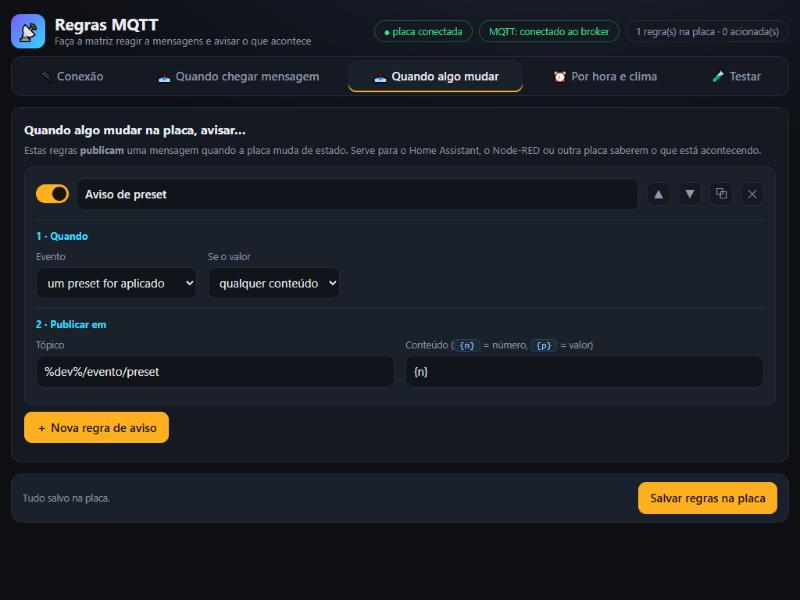 Regras MQTT
Faça a matriz reagir a mensagens e avisar o que acontece
placa conectada
MQTT: conectado ao broker
1 regra(s) na placa · 0 acionada(s)
Conexão
Quando chegar mensagem
Quando algo mudar
Por hora e clima
Testar
Quando algo mudar na placa, avisar...
Estas regras publicam uma mensagem quando a placa muda de estado. Serve para o Home Assistant, o Node-RED ou outra placa saberem o que está acontecendo.
Aviso de preset
1 · Quando
Evento
Se o valor
um preset for aplicado
qualquer conteúdo
2 · Publicar em
Tópico
Conteúdo ( {n} = número, {p} = valor)
%dev%/evento/preset
{n}
+ Nova regra de aviso
Tudo salvo na placa.
Salvar regras na placa